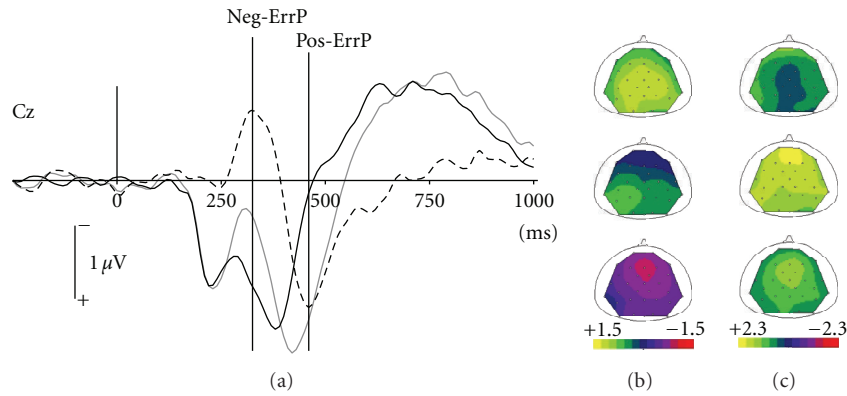 Neg-ErrP
Pos-ErrP
Cz
0
250
500
750
1000
(ms)
−
1 μV
+
+1.5
−1.5
+2.3
−2.3
(a)
(b)
(c)